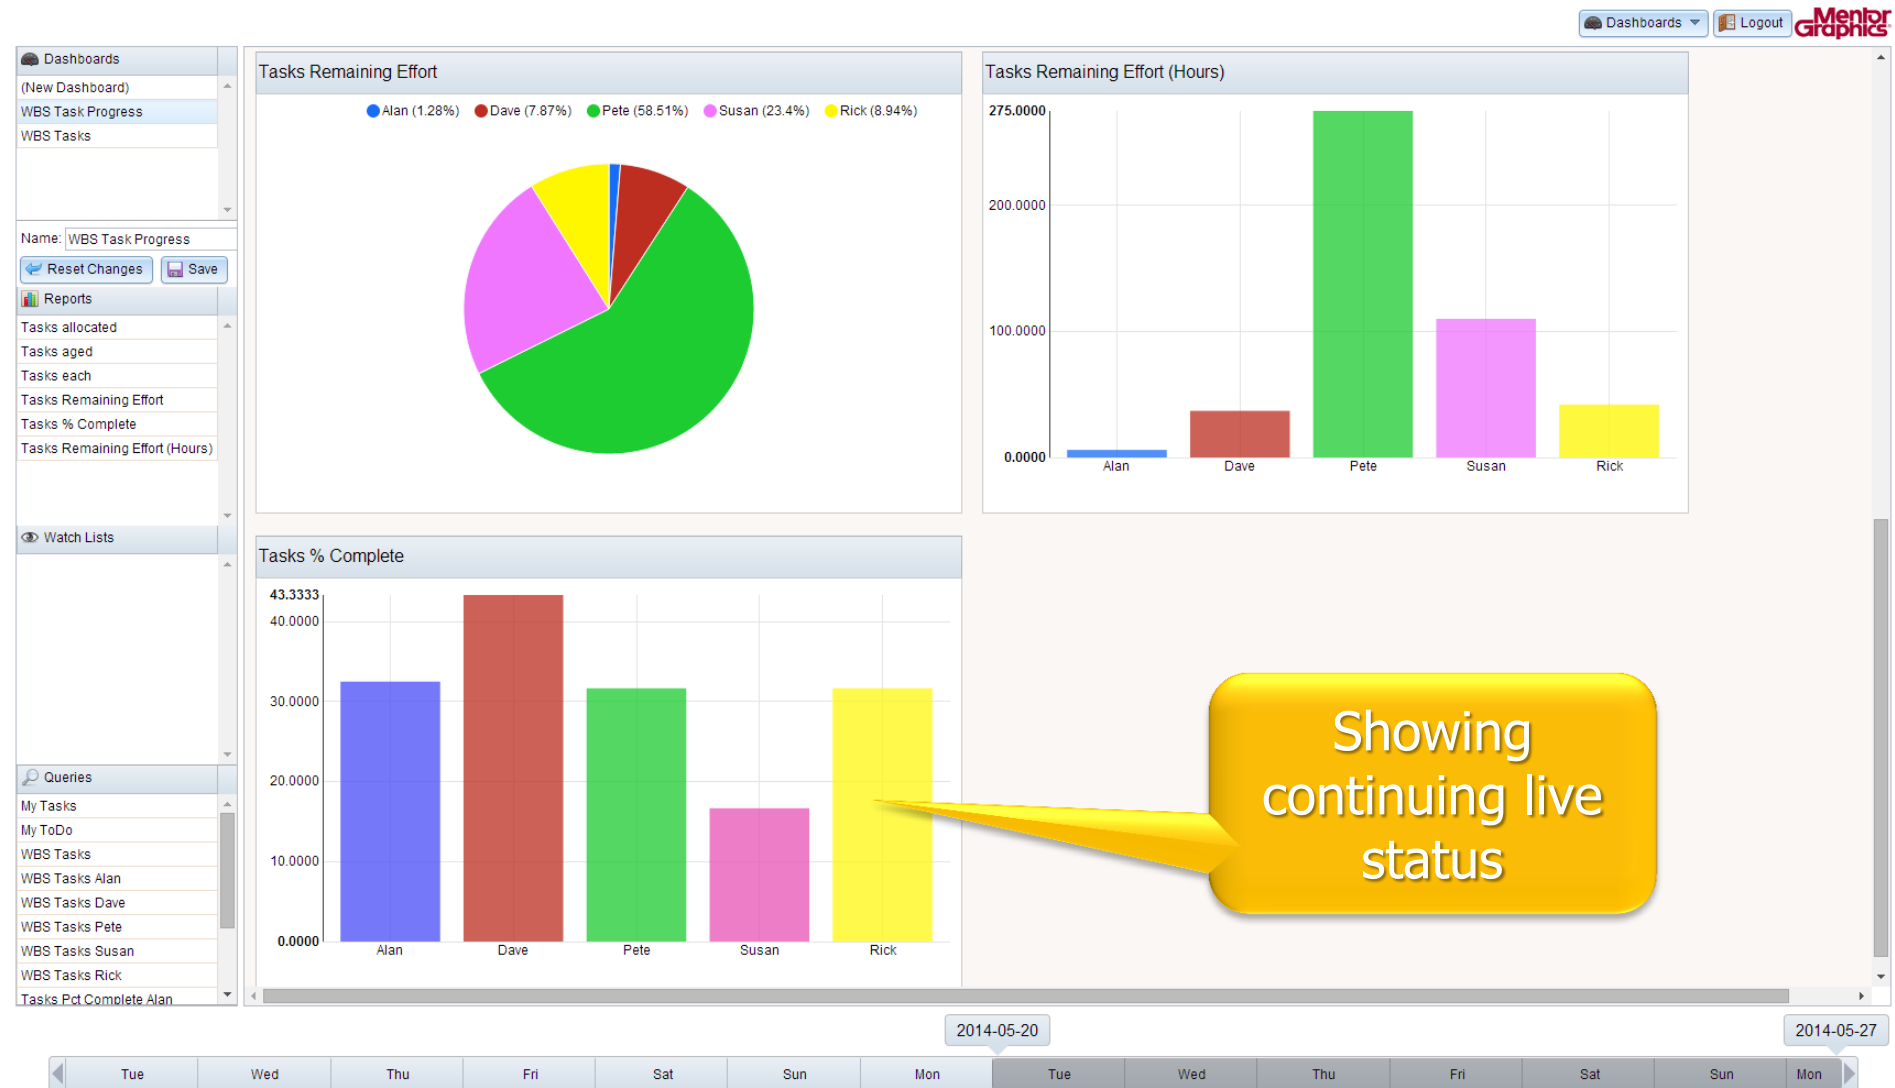 Dashboards
Logout
Mentor
Graphics
Dashboards
(New Dashboard)
WBS Task Progress
WBS Tasks
Name: WBS Task Progress
Reset Changes
Save
Reports
Tasks allocated
Tasks aged
Tasks each
Tasks Remaining Effort
Tasks % Complete
Tasks Remaining Effort (Hours)
Watch Lists
Queries
My Tasks
My ToDo
WBS Tasks
WBS Tasks Alan
WBS Tasks Dave
WBS Tasks Pete
WBS Tasks Susan
WBS Tasks Rick
Tasks Pct Complete Alan
Tasks Remaining Effort
Alan (1.28%) Dave (7.87%) Pete (58.51%) Susan (23.4%) Rick (8.94%)
Tasks Remaining Effort (Hours)
275.0000
200.0000
100.0000
0.0000
Alan Dave Pete Susan Rick
Tasks % Complete
43.3333
40.0000
30.0000
20.0000
10.0000
0.0000
Alan Dave Pete Susan Rick
Showing
continuing live
status
2014-05-20
2014-05-27
Tue Wed Thu Fri Sat Sun Mon Tue Wed Thu Fri Sat Sun Mon